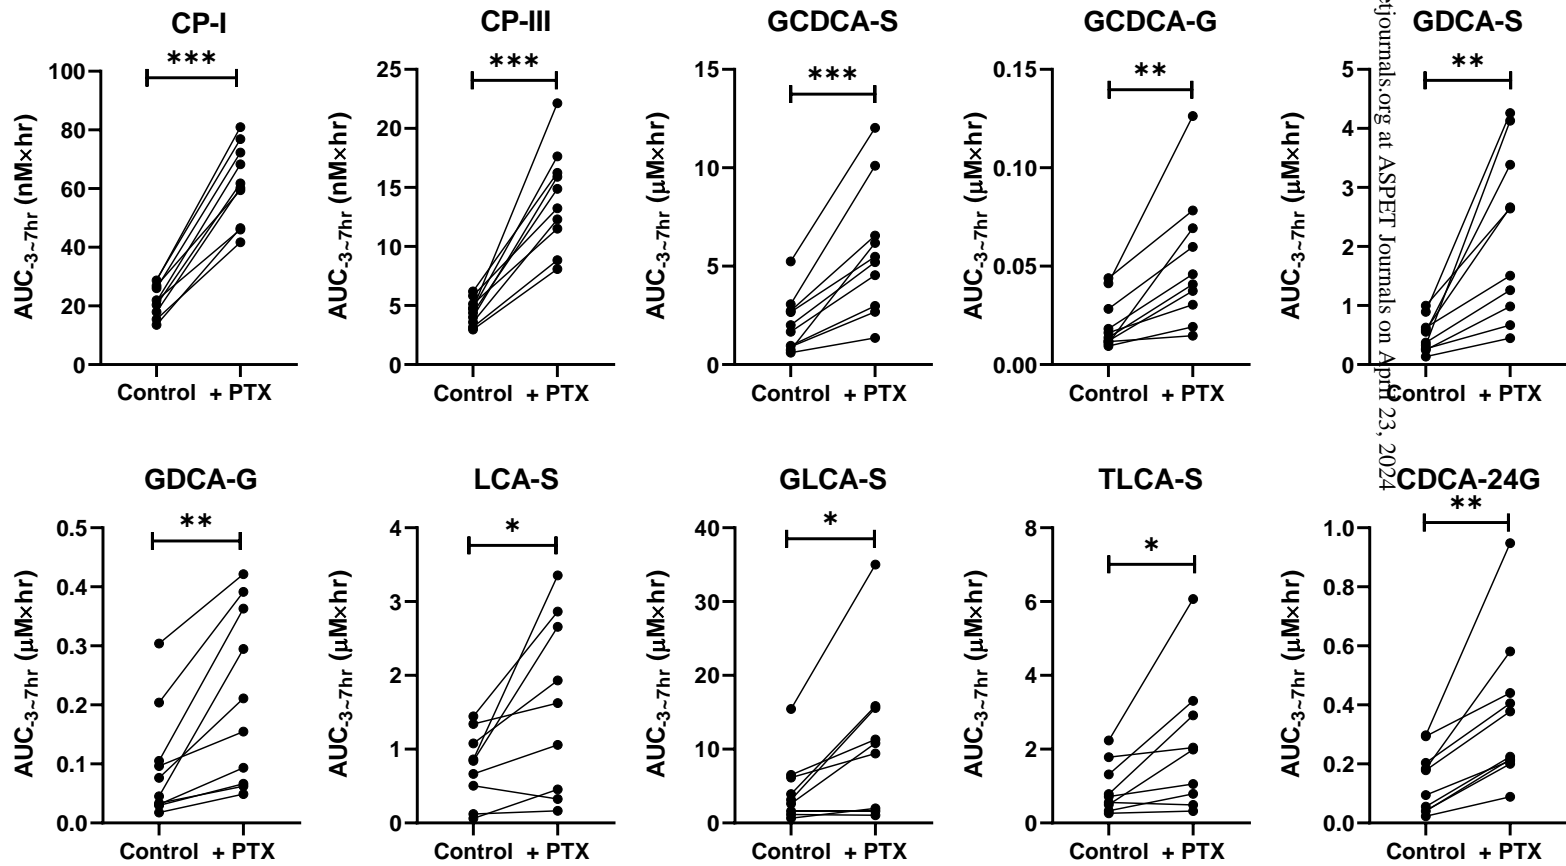 CP-I
***
AUC-3~7hr (nM×hr)
100
80
60
40
20
0
Control + PTX
CP-III
***
AUC-3~7hr (nM×hr)
25
20
15
10
5
0
Control + PTX
GCDCA-S
***
AUC-3~7hr (μM×hr)
15
10
5
0
Control + PTX
GCDCA-G
**
AUC-3~7hr (μM×hr)
0.15
0.10
0.05
0.00
Control + PTX
GDCA-S
**
AUC-3~7hr (μM×hr)
5
4
3
2
1
0
Control + PTX
etjournals.org at ASPET Journals on April 23, 2024
GDCA-G
**
AUC-3~7hr (μM×hr)
0.5
0.4
0.3
0.2
0.1
0.0
Control + PTX
LCA-S
*
AUC-3~7hr (μM×hr)
4
3
2
1
0
Control + PTX
GLCA-S
*
AUC-3~7hr (μM×hr)
40
30
20
10
0
Control + PTX
TLCA-S
*
AUC-3~7hr (μM×hr)
8
6
4
2
0
Control + PTX
CDCA-24G
**
AUC-3~7hr (μM×hr)
1.0
0.8
0.6
0.4
0.2
0.0
Control + PTX